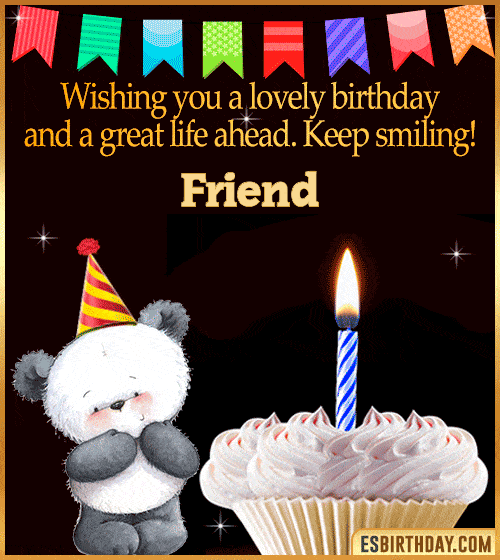 Wishing you a lovely birthday
and a great life ahead. Keep smiling!
Friend
ESBIRTHDAY.COM